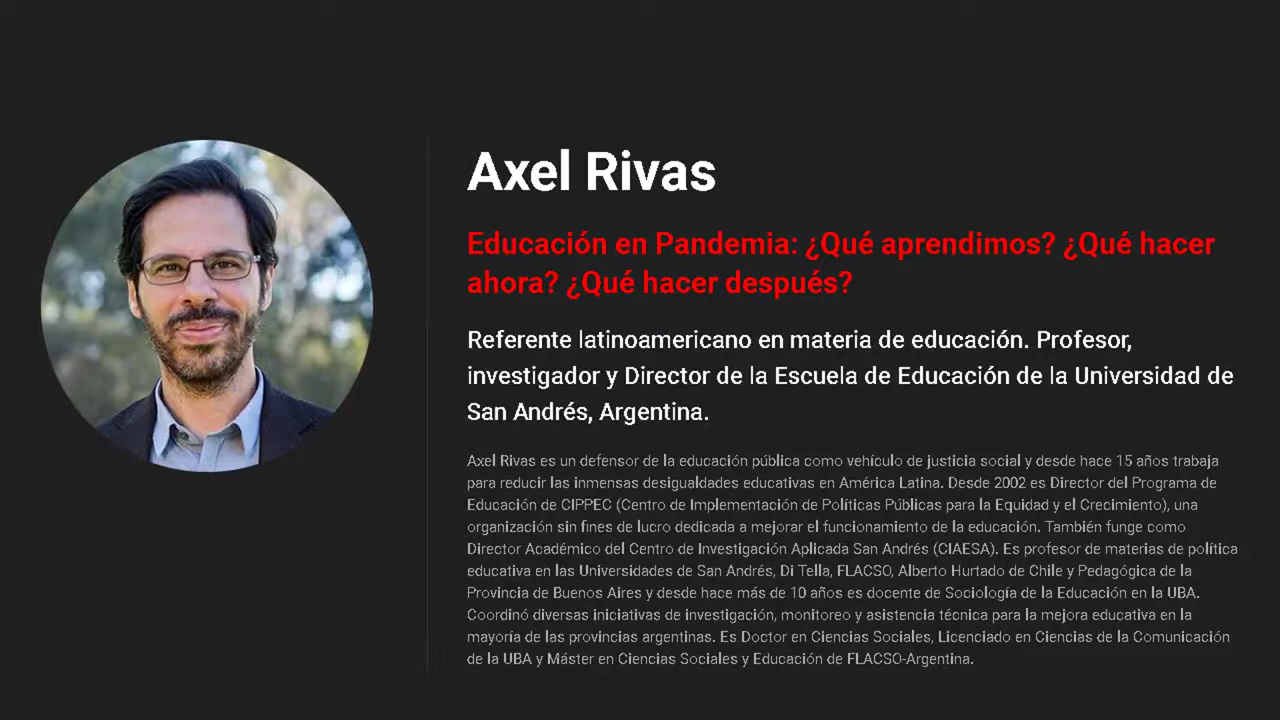 Axel Rivas
Educación en Pandemia: ¿Qué aprendimos? ¿Qué hacer
ahora? ¿Qué hacer después?
Referente latinoamericano en materia de educación. Profesor,
investigador y Director de la Escuela de Educación de la Universidad de
San Andrés, Argentina.
Axel Rivas es un defensor de la educación pública como vehículo de justicia social y desde hace 15 años trabaja
para reducir las inmensas desigualdades educativas en América Latina. Desde 2002 es Director del Programa de
Educación de CIPPEC (Centro de Implementación de Políticas Públicas para la Equidad y el Crecimiento), una
organización sin fines de lucro dedicada a mejorar el funcionamiento de la educación. También funge como
Director Académico del Centro de Investigación Aplicada San Andrés (CIAESA). Es profesor de materias de política
educativa en las Universidades de San Andrés, Di Tella, FLACSO, Alberto Hurtado de Chile y Pedagógica de la
Provincia de Buenos Aires y desde hace más de 10 años es docente de Sociología de la Educación en la UBA.
Coordinó diversas iniciativas de investigación, monitoreo y asistencia técnica para la mejora educativa en la
mayoría de las provincias argentinas. Es Doctor en Ciencias Sociales, Licenciado en Ciencias de la Comunicación
de la UBA y Máster en Ciencias Sociales y Educación de FLACSO-Argentina.